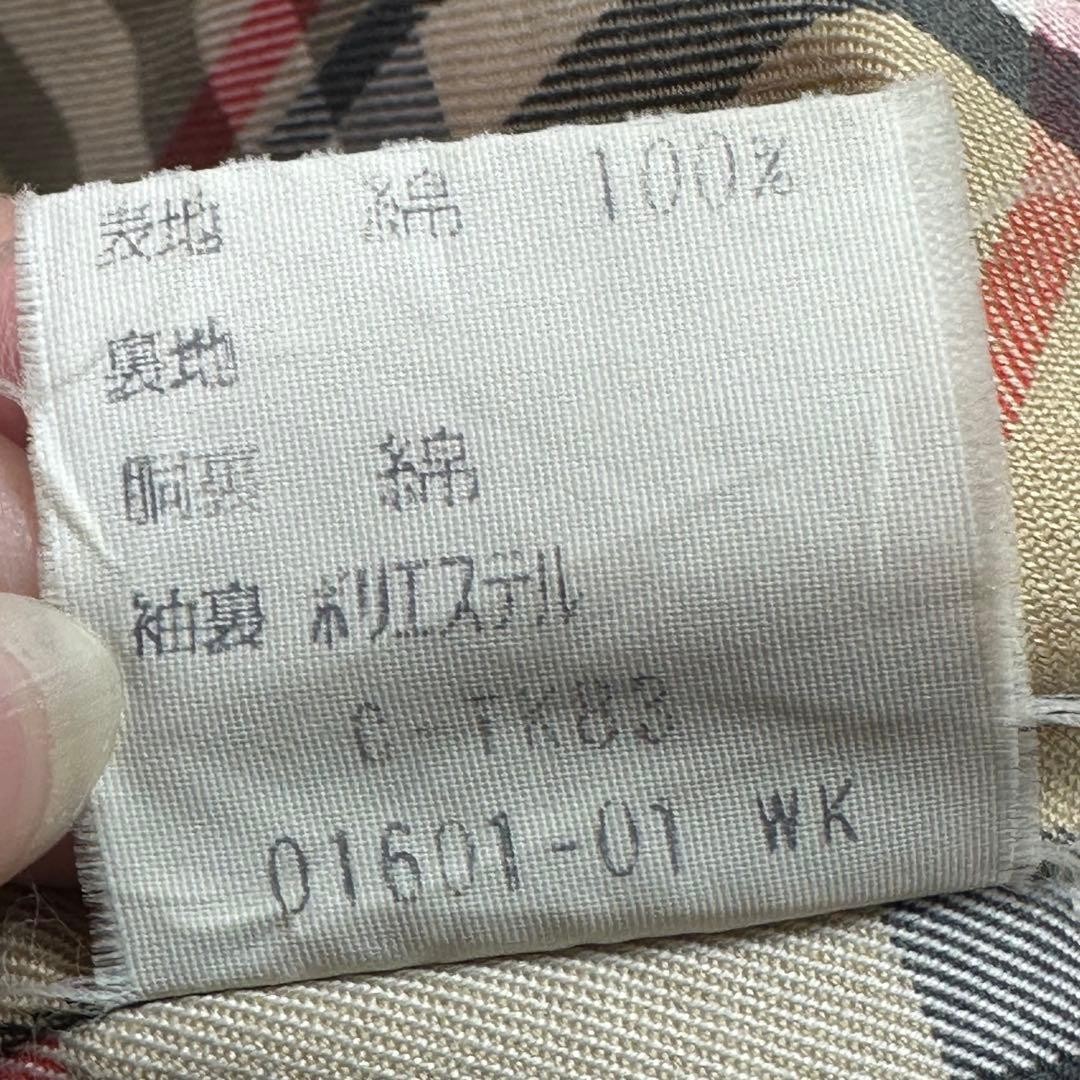 表地 綿 100%
裏地
胴裏 綿
袖裏 ポリエステル
C-TK83
01601-01 WK